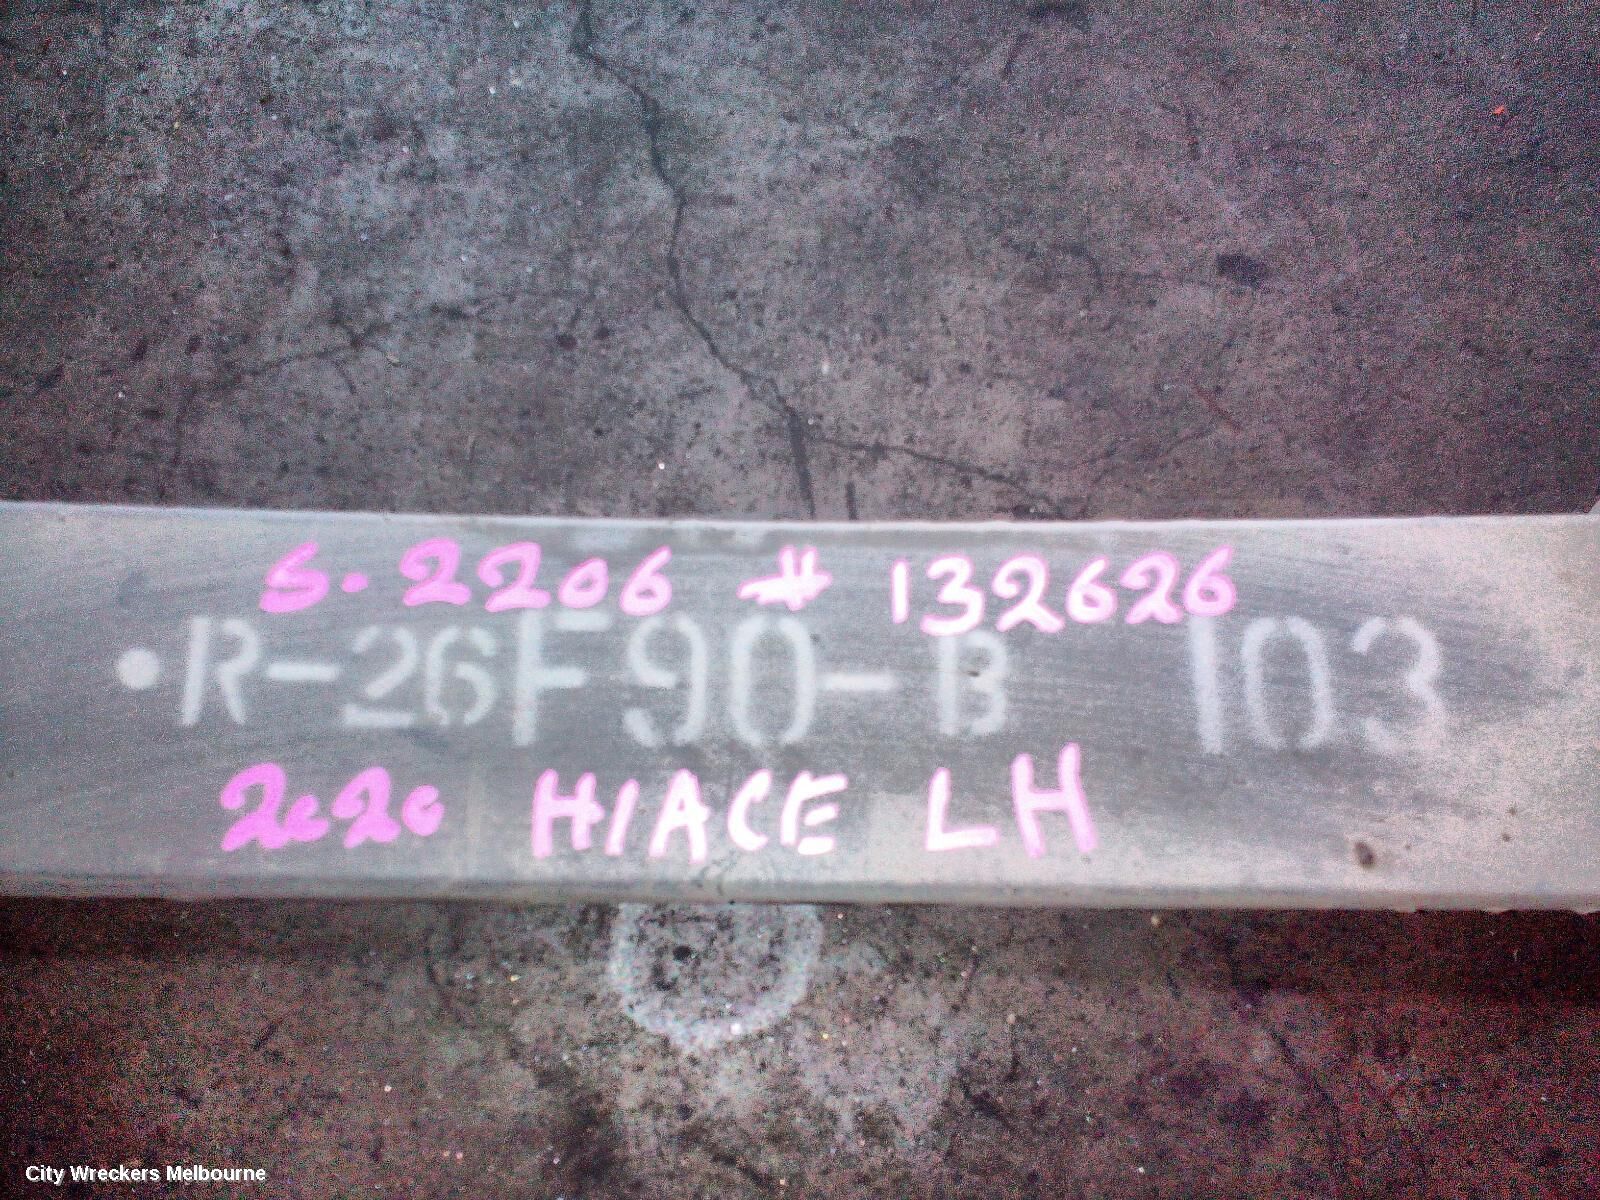 S.2206 # 132626
•R-26F90-B 103
2020 HIACE LH
City Wreckers Melbourne